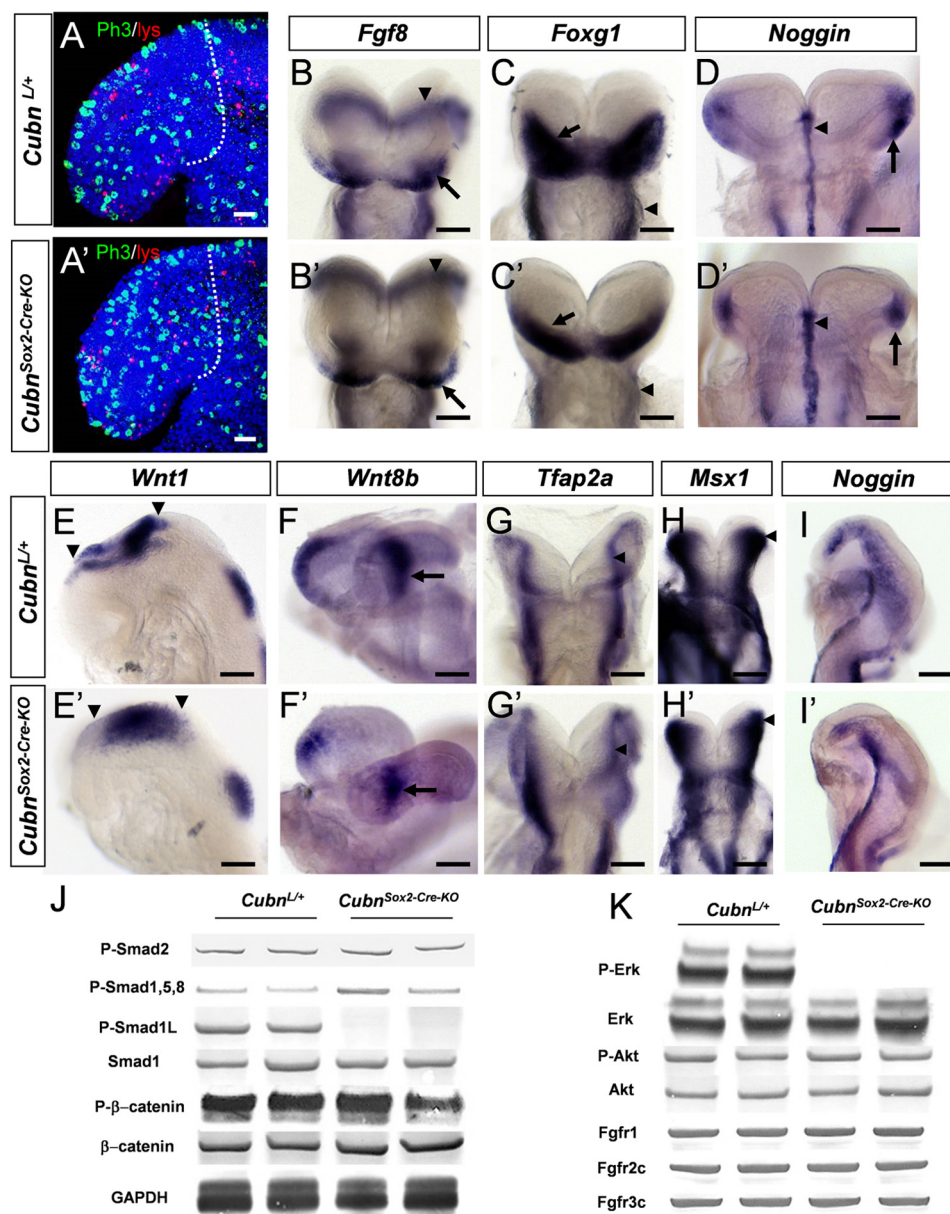 Fgf8 Foxg1 Noggin
Cubn L/+
A Ph3/lys
B C D
Cubn Sox2-Cre-KO
A' Ph3/lys
B' C' D'
Wnt1 Wnt8b Tfap2a Msx1 Noggin
Cubn L/+
E F G H I
Cubn Sox2-Cre-KO
E' F' G' H' I'
J
Cubn L/+ Cubn Sox2-Cre-KO
P-Smad2
P-Smad1,5,8
P-Smad1L
Smad1
P-β-catenin
β-catenin
GAPDH
K
Cubn L/+ Cubn Sox2-Cre-KO
P-Erk
Erk
P-Akt
Akt
Fgfr1
Fgfr2c
Fgfr3c